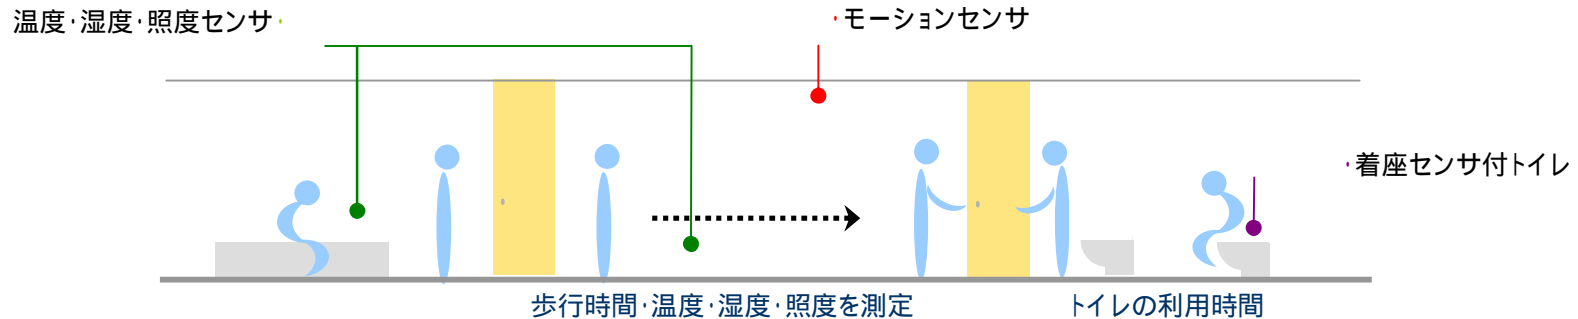 温度･湿度･照度センサ･
･モーションセンサ
･着座センサ付トイレ
歩行時間･温度･湿度･照度を測定
トイレの利用時間